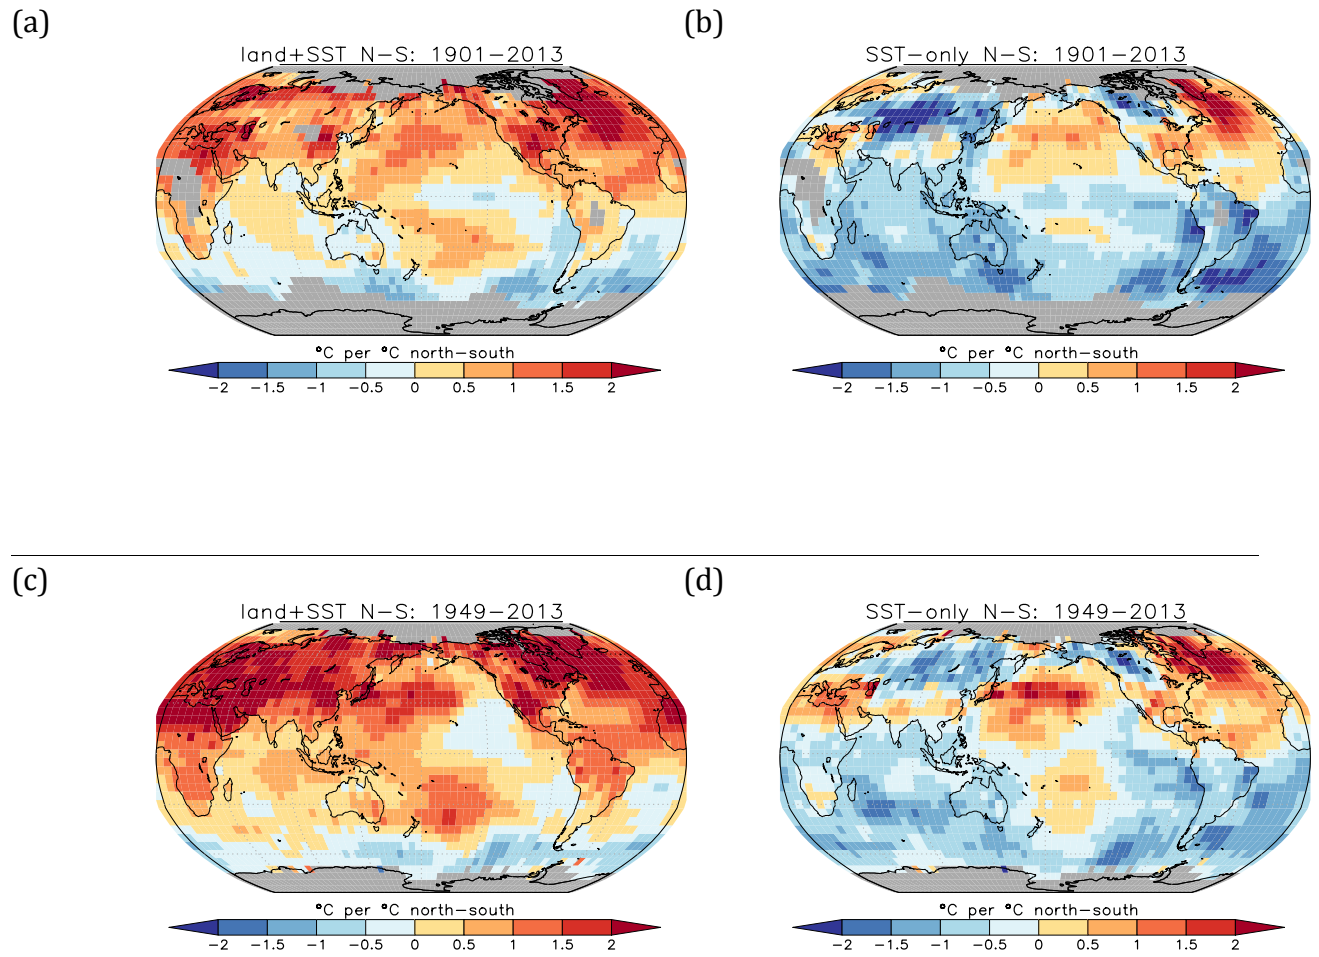 (a)
(b)
land+SST N-S: 1901-2013
SST-only N-S: 1901-2013
°C per °C north-south
-2 -1.5 -1 -0.5 0 0.5 1 1.5 2
°C per °C north-south
-2 -1.5 -1 -0.5 0 0.5 1 1.5 2
(c)
(d)
land+SST N-S: 1949-2013
SST-only N-S: 1949-2013
°C per °C north-south
-2 -1.5 -1 -0.5 0 0.5 1 1.5 2
°C per °C north-south
-2 -1.5 -1 -0.5 0 0.5 1 1.5 2